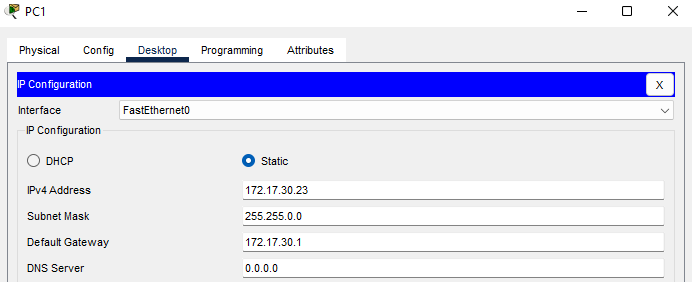 PC1
Physical Config Desktop Programming Attributes
IP Configuration X
Interface FastEthernet0
IP Configuration
DHCP Static
IPv4 Address 172.17.30.23
Subnet Mask 255.255.0.0
Default Gateway 172.17.30.1
DNS Server 0.0.0.0